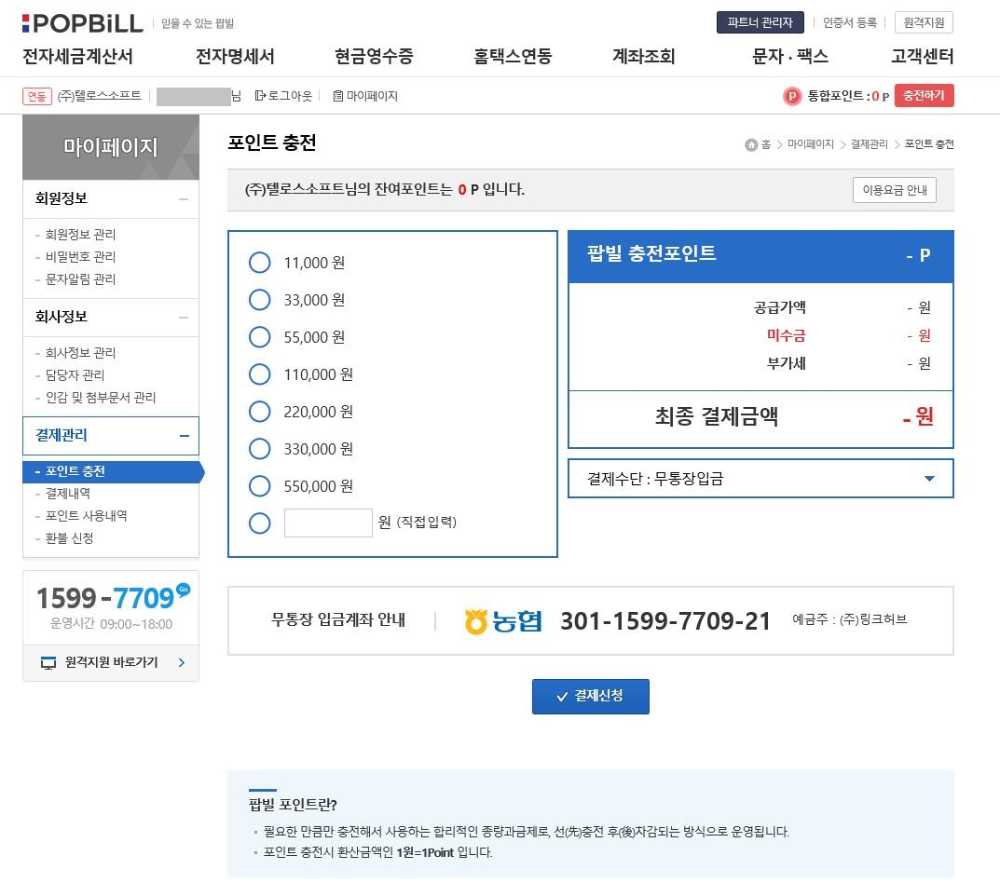 POPBiLL 믿을 수 있는 팝빌
파트너 관리자 인증서 등록 원격지원
전자세금계산서 전자명세서 현금영수증 홈택스연동 계좌조회 문자 · 팩스 고객센터
연동 (주)텔로스소프트 님 로그아웃 마이페이지
P 통합포인트 : 0 P 충전하기
마이페이지
회원정보
- 회원정보 관리
- 비밀번호 관리
- 문자알림 관리
회사정보
- 회사정보 관리
- 담당자 관리
- 인감 및 첨부문서 관리
결제관리
- 포인트 충전
- 결제내역
- 포인트 사용내역
- 환불 신청
1599-7709 Go
운영시간 09:00~18:00
원격지원 바로가기
포인트 충전
홈 > 마이페이지 > 결제관리 > 포인트 충전
(주)텔로스소프트님의 잔여포인트는 0 P 입니다.
이용요금 안내
11,000 원
33,000 원
55,000 원
110,000 원
220,000 원
330,000 원
550,000 원
원 (직접입력)
팝빌 충전포인트 - P
공급가액 - 원
미수금 - 원
부가세 - 원
최종 결제금액 - 원
결제수단 : 무통장입금
무통장 입금계좌 안내 농협 301-1599-7709-21 예금주 : (주)링크허브
결제신청
팝빌 포인트란?
필요한 만큼만 충전해서 사용하는 합리적인 종량과금제로, 선(先)충전 후(後)차감되는 방식으로 운영됩니다.
포인트 충전시 환산금액인 1원=1Point 입니다.